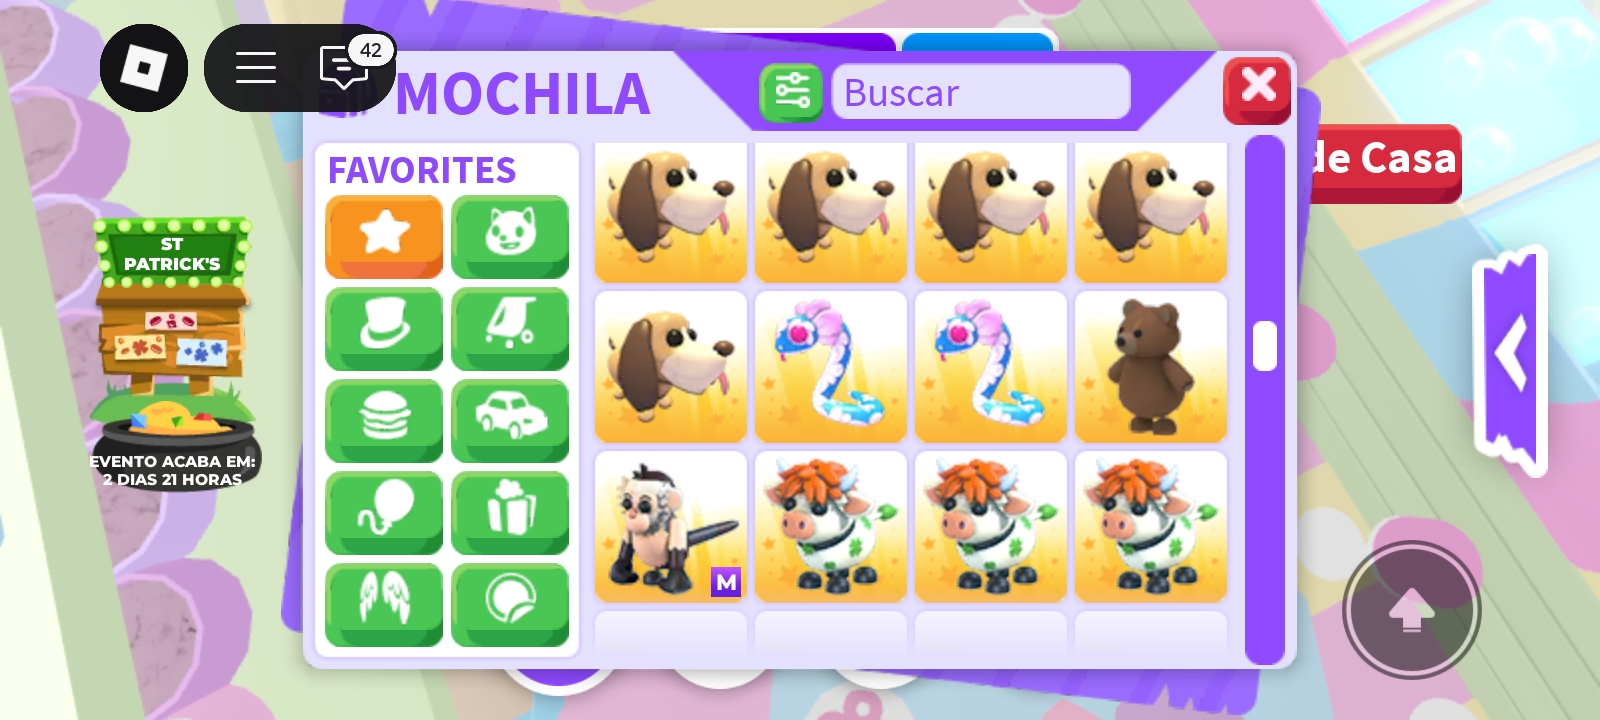 42
MOCHILA
Buscar
FAVORITES
de Casa
ST
PATRICK'S
EVENTO ACABA EM:
2 DIAS 21 HORAS
M